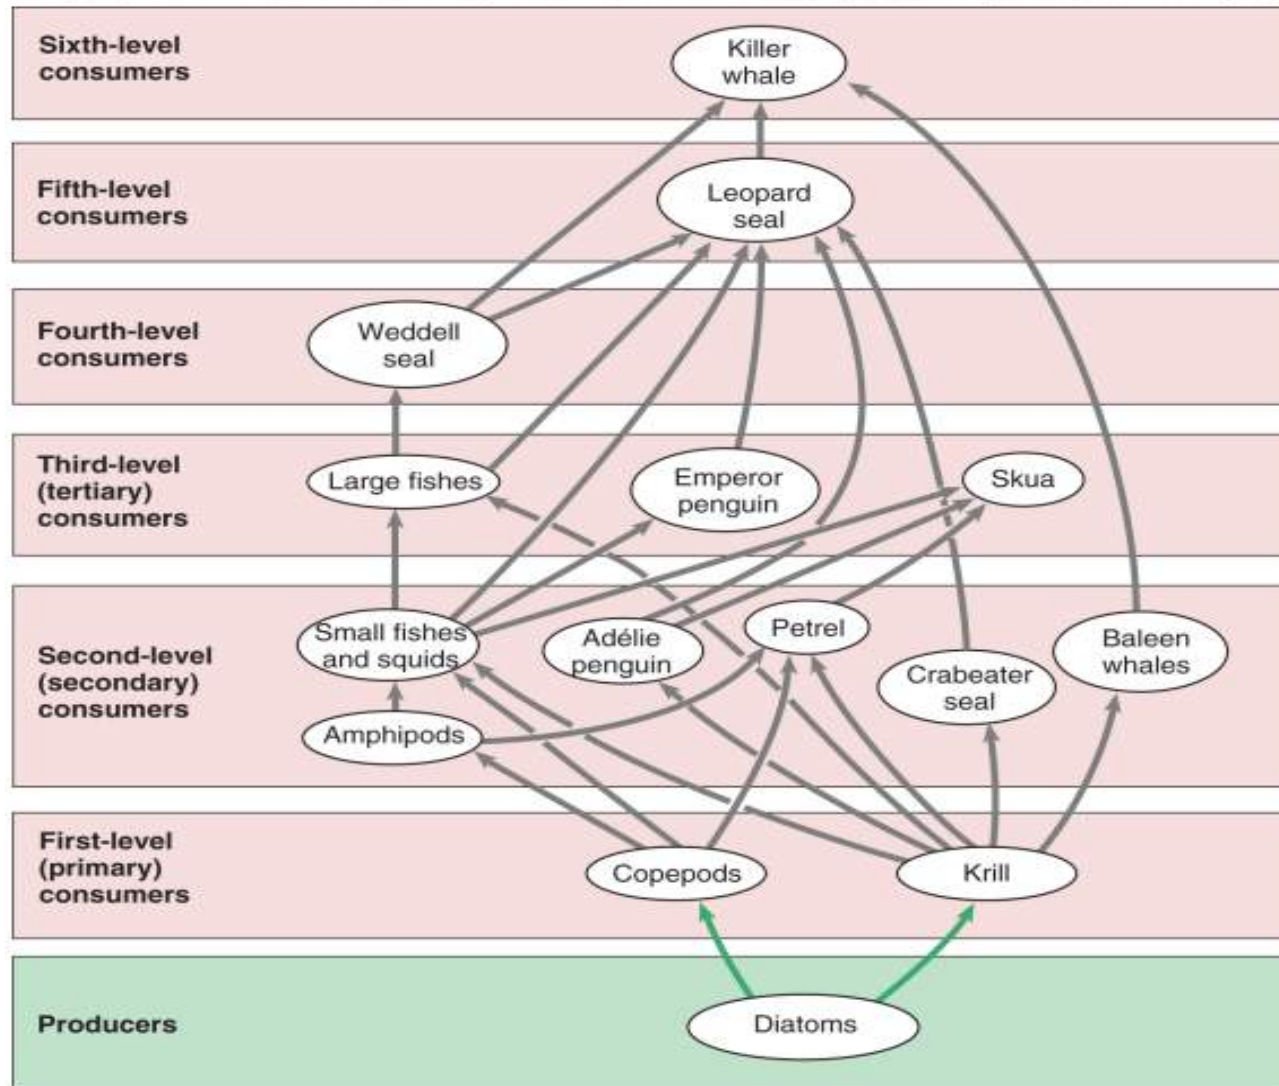 Sixth-level
consumers
Killer
whale
Fifth-level
consumers
Leopard
seal
Fourth-level
consumers
Weddell
seal
Third-level
(tertiary)
consumers
Large fishes
Emperor
penguin
Skua
Second-level
(secondary)
consumers
Small fishes
and squids
Adélie
penguin
Petrel
Crabeater
seal
Baleen
whales
Amphipods
First-level
(primary)
consumers
Copepods
Krill
Producers
Diatoms